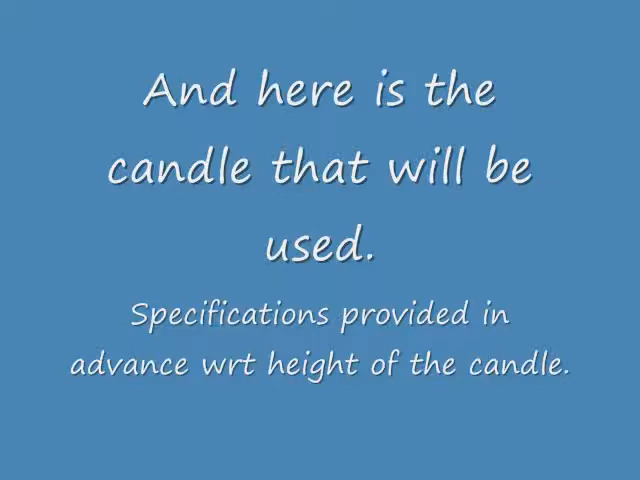 And here is the
candle that will be
used.
Specifications provided in
advance wrt height of the candle.